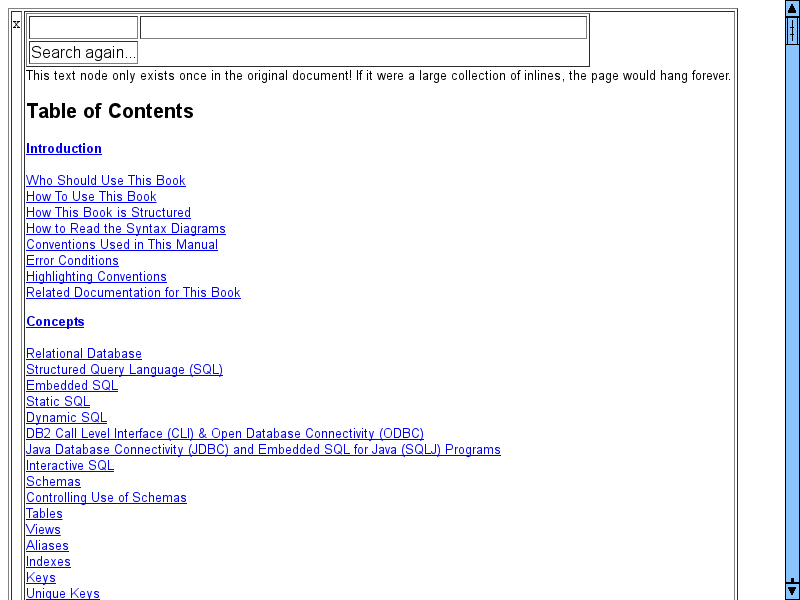 x
Search again...
This text node only exists once in the original document! If it were a large collection of inlines, the page would hang forever.
Table of Contents
Introduction
Who Should Use This Book
How To Use This Book
How This Book is Structured
How to Read the Syntax Diagrams
Conventions Used in This Manual
Error Conditions
Highlighting Conventions
Related Documentation for This Book
Concepts
Relational Database
Structured Query Language (SQL)
Embedded SQL
Static SQL
Dynamic SQL
DB2 Call Level Interface (CLI) & Open Database Connectivity (ODBC)
Java Database Connectivity (JDBC) and Embedded SQL for Java (SQLJ) Programs
Interactive SQL
Schemas
Controlling Use of Schemas
Tables
Views
Aliases
Indexes
Keys
Unique Keys